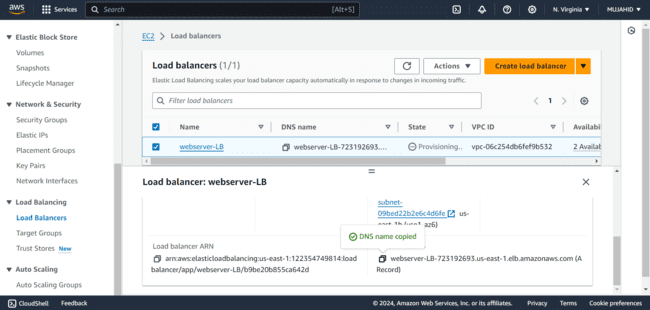 aws
Services
Search
[Alt+S]
N. Virginia
MUJAHID
Elastic Block Store
Volumes
Snapshots
Lifecycle Manager
Network & Security
Security Groups
Elastic IPs
Placement Groups
Key Pairs
Network Interfaces
Load Balancing
Load Balancers
Target Groups
Trust Stores New
Auto Scaling
Auto Scaling Groups
EC2 > Load balancers
Load balancers (1/1)
Actions
Create load balancer
Elastic Load Balancing scales your load balancer capacity automatically in response to changes in incoming traffic.
Filter load balancers
1
Name DNS name State VPC ID Availabi
webserver-LB webserver-LB-723192693.... Provisioning... vpc-06c254db6fef9b532 2 Availab
Load balancer: webserver-LB
subnet-
09bed22b2e6c4d6fe us-
east-1b (use1-az6)
DNS name copied
Load balancer ARN
arn:aws:elasticloadbalancing:us-east-1:122354749814:load
balancer/app/webserver-LB/b9be20b855ca642d
webserver-LB-723192693.us-east-1.elb.amazonaws.com (A
Record)
CloudShell Feedback © 2024, Amazon Web Services, Inc. or its affiliates. Privacy Terms Cookie preferences